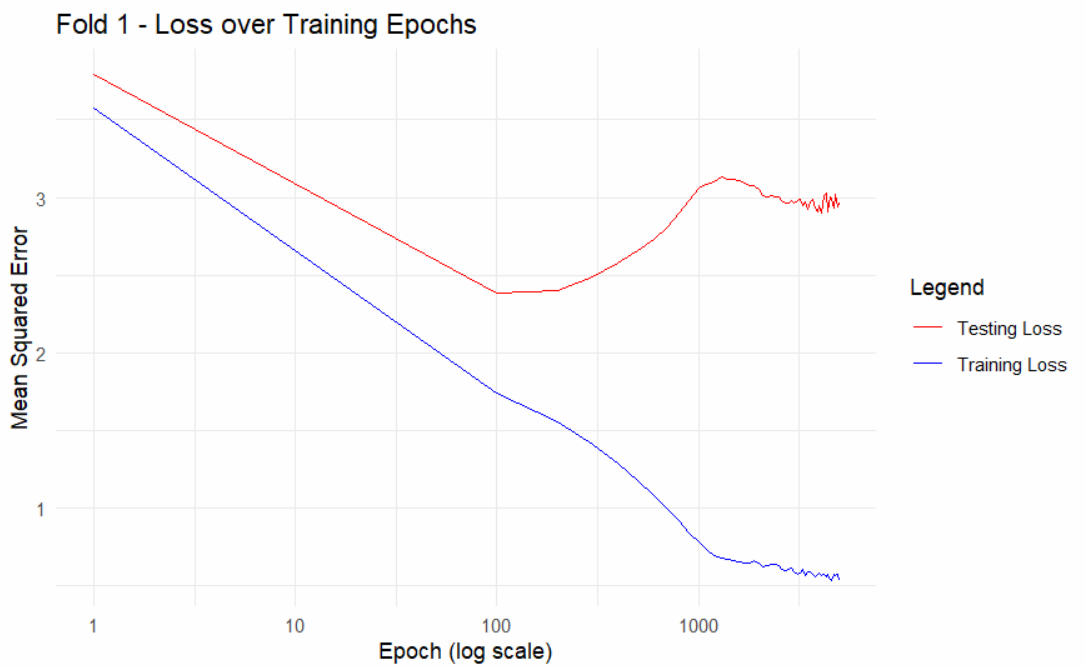 Fold 1 - Loss over Training Epochs
Mean Squared Error
3
2
1
1 10 100 1000
Epoch (log scale)
Legend
Testing Loss
Training Loss